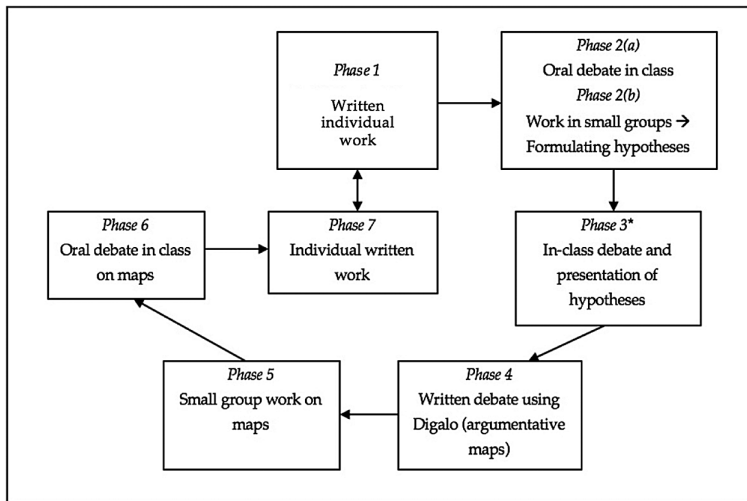 Phase 1
Written
individual
work
Phase 2(a)
Oral debate in class
Phase 2(b)
Work in small groups →
Formulating hypotheses
Phase 3*
In-class debate and
presentation of
hypotheses
Phase 4
Written debate using
Digalo (argumentative
maps)
Phase 5
Small group work on
maps
Phase 6
Oral debate in class
on maps
Phase 7
Individual written
work